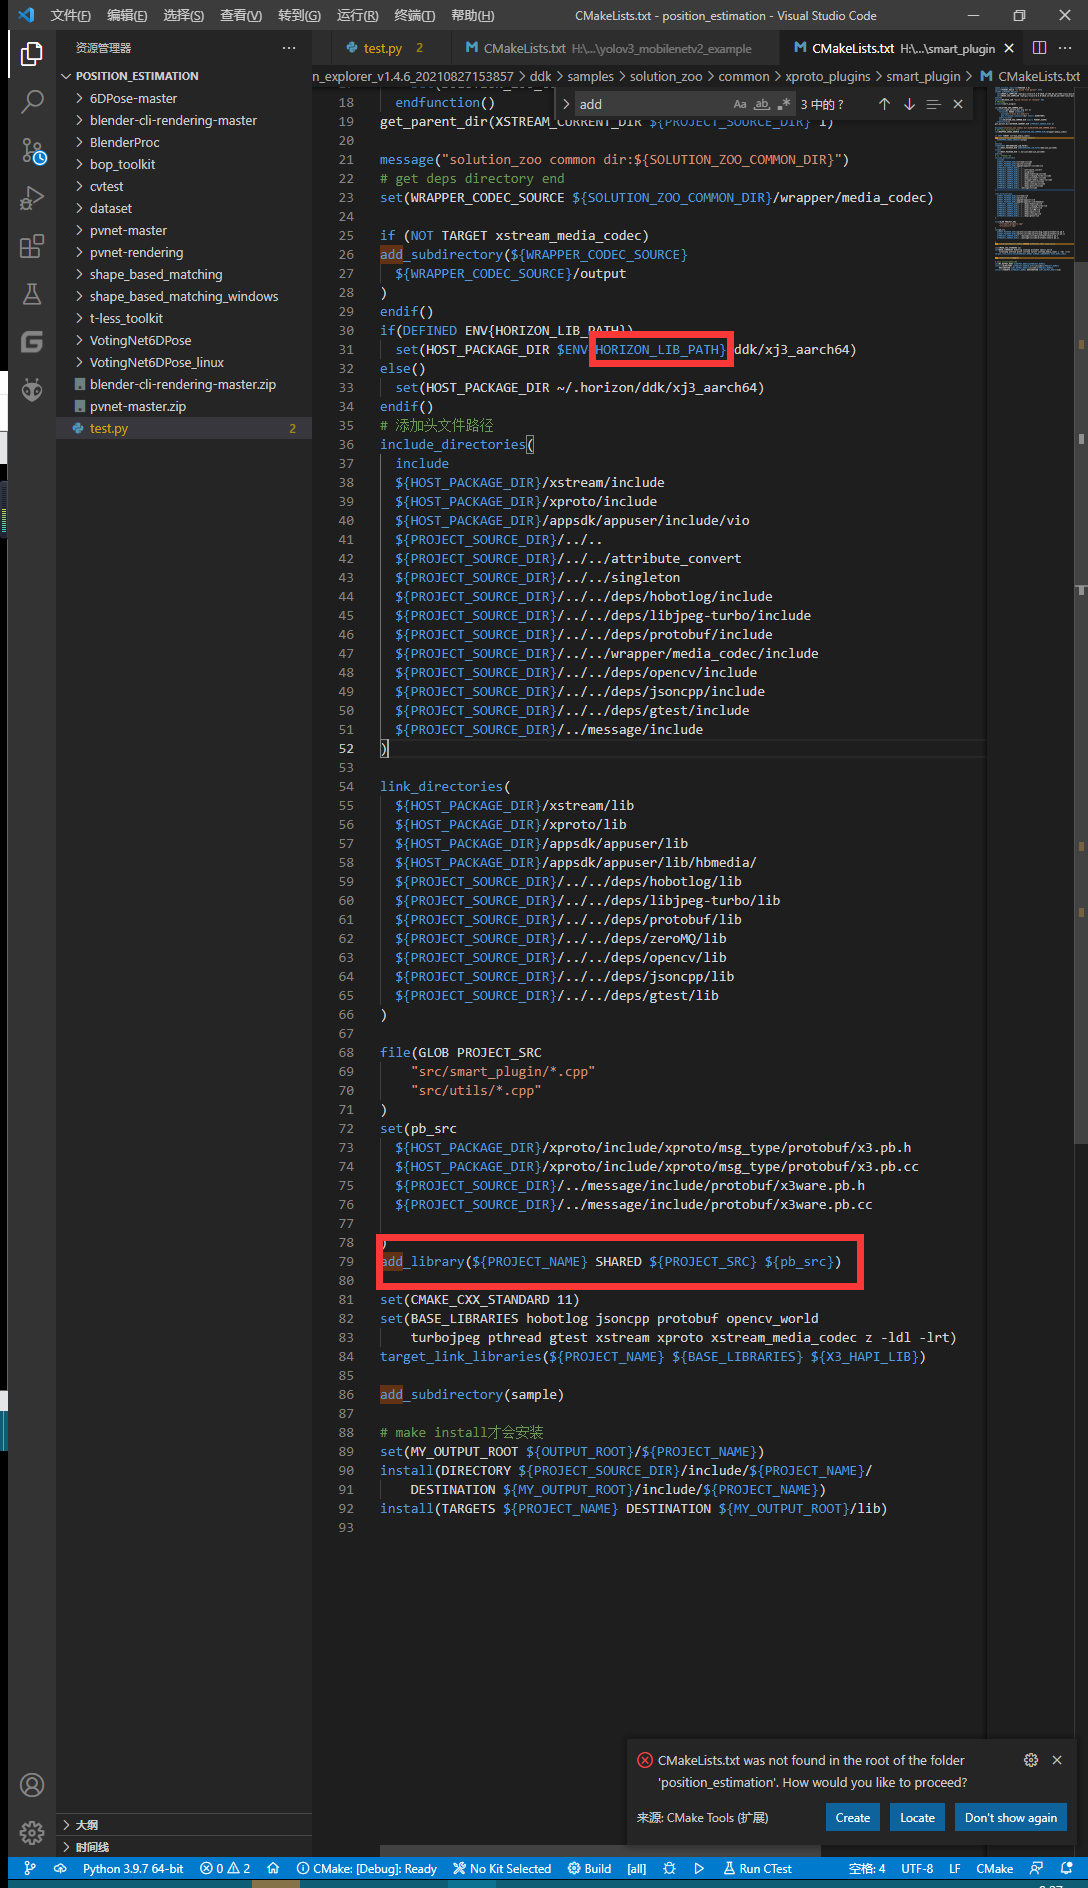 文件(F) 编辑(E) 选择(S) 查看(V) 转到(G) 运行(R) 终端(T) 帮助(H) CMakeLists.txt - position_estimation - Visual Studio Code
资源管理器
test.py 2 CMakeLists.txt H:\...\yolov3_mobilenetv2_example CMakeLists.txt H:\...\smart_plugin
n_explorer_v1.4.6_20210827153857 > ddk > samples > solution_zoo > common > xproto_plugins > smart_plugin > CMakeLists.txt
add Aa ab 3 中的 ?
POSITION_ESTIMATION
6DPose-master
blender-cli-rendering-master
BlenderProc
bop_toolkit
cvtest
dataset
pvnet-master
pvnet-rendering
shape_based_matching
shape_based_matching_windows
t-less_toolkit
VotingNet6DPose
VotingNet6DPose_linux
blender-cli-rendering-master.zip
pvnet-master.zip
test.py 2
大纲
时间线
18 endfunction()
19 get_parent_dir(XSTREAM_CURRENT_DIR ${PROJECT_SOURCE_DIR} 1)
20
21 message("solution_zoo common dir:${SOLUTION_ZOO_COMMON_DIR}")
22 # get deps directory end
23 set(WRAPPER_CODEC_SOURCE ${SOLUTION_ZOO_COMMON_DIR}/wrapper/media_codec)
24
25 if (NOT TARGET xstream_media_codec)
26 add_subdirectory(${WRAPPER_CODEC_SOURCE}
27 ${WRAPPER_CODEC_SOURCE}/output
28 )
29 endif()
30 if(DEFINED ENV{HORIZON_LIB_PATH})
31 set(HOST_PACKAGE_DIR $ENV{HORIZON_LIB_PATH}/ddk/xj3_aarch64)
32 else()
33 set(HOST_PACKAGE_DIR ~/.horizon/ddk/xj3_aarch64)
34 endif()
35 # 添加头文件路径
36 include_directories(
37 include
38 ${HOST_PACKAGE_DIR}/xstream/include
39 ${HOST_PACKAGE_DIR}/xproto/include
40 ${HOST_PACKAGE_DIR}/appsdk/appuser/include/vio
41 ${PROJECT_SOURCE_DIR}/../..
42 ${PROJECT_SOURCE_DIR}/../../attribute_convert
43 ${PROJECT_SOURCE_DIR}/../../singleton
44 ${PROJECT_SOURCE_DIR}/../../deps/hobotlog/include
45 ${PROJECT_SOURCE_DIR}/../../deps/libjpeg-turbo/include
46 ${PROJECT_SOURCE_DIR}/../../deps/protobuf/include
47 ${PROJECT_SOURCE_DIR}/../../wrapper/media_codec/include
48 ${PROJECT_SOURCE_DIR}/../../deps/opencv/include
49 ${PROJECT_SOURCE_DIR}/../../deps/jsoncpp/include
50 ${PROJECT_SOURCE_DIR}/../../deps/gtest/include
51 ${PROJECT_SOURCE_DIR}/../message/include
52 )
53
54 link_directories(
55 ${HOST_PACKAGE_DIR}/xstream/lib
56 ${HOST_PACKAGE_DIR}/xproto/lib
57 ${HOST_PACKAGE_DIR}/appsdk/appuser/lib
58 ${HOST_PACKAGE_DIR}/appsdk/appuser/lib/hbmedia/
59 ${PROJECT_SOURCE_DIR}/../../deps/hobotlog/lib
60 ${PROJECT_SOURCE_DIR}/../../deps/libjpeg-turbo/lib
61 ${PROJECT_SOURCE_DIR}/../../deps/protobuf/lib
62 ${PROJECT_SOURCE_DIR}/../../deps/zeroMQ/lib
63 ${PROJECT_SOURCE_DIR}/../../deps/opencv/lib
64 ${PROJECT_SOURCE_DIR}/../../deps/jsoncpp/lib
65 ${PROJECT_SOURCE_DIR}/../../deps/gtest/lib
66 )
67
68 file(GLOB PROJECT_SRC
69 "src/smart_plugin/*.cpp"
70 "src/utils/*.cpp"
71 )
72 set(pb_src
73 ${HOST_PACKAGE_DIR}/xproto/include/xproto/msg_type/protobuf/x3.pb.h
74 ${HOST_PACKAGE_DIR}/xproto/include/xproto/msg_type/protobuf/x3.pb.cc
75 ${PROJECT_SOURCE_DIR}/../message/include/protobuf/x3ware.pb.h
76 ${PROJECT_SOURCE_DIR}/../message/include/protobuf/x3ware.pb.cc
77
78 )
79 add_library(${PROJECT_NAME} SHARED ${PROJECT_SRC} ${pb_src})
80
81 set(CMAKE_CXX_STANDARD 11)
82 set(BASE_LIBRARIES hobotlog jsoncpp protobuf opencv_world
83 turbojpeg pthread gtest xstream xproto xstream_media_codec z -ldl -lrt)
84 target_link_libraries(${PROJECT_NAME} ${BASE_LIBRARIES} ${X3_HAPI_LIB})
85
86 add_subdirectory(sample)
87
88 # make install才会安装
89 set(MY_OUTPUT_ROOT ${OUTPUT_ROOT}/${PROJECT_NAME})
90 install(DIRECTORY ${PROJECT_SOURCE_DIR}/include/${PROJECT_NAME}/
91 DESTINATION ${MY_OUTPUT_ROOT}/include/${PROJECT_NAME})
92 install(TARGETS ${PROJECT_NAME} DESTINATION ${MY_OUTPUT_ROOT}/lib)
93
CMakeLists.txt was not found in the root of the folder
'position_estimation'. How would you like to proceed?
来源: CMake Tools (扩展) Create Locate Don't show again
Python 3.9.7 64-bit 0 2 CMake: [Debug]: Ready No Kit Selected Build [all] Run CTest 空格: 4 UTF-8 LF CMake